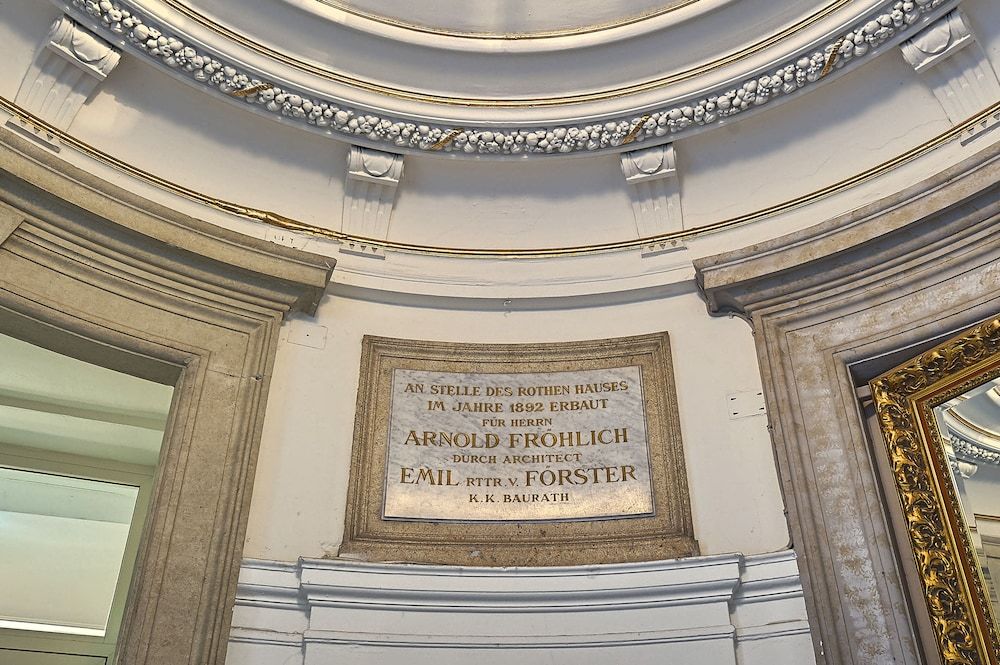 AN STELLE DES ROTHEN HAUSES
IM JAHRE 1892 ERBAUT
FÜR HERRN
ARNOLD FRÖHLICH
DURCH ARCHITECT
EMIL RTTR. V. FÖRSTER
K. K. BAURATH